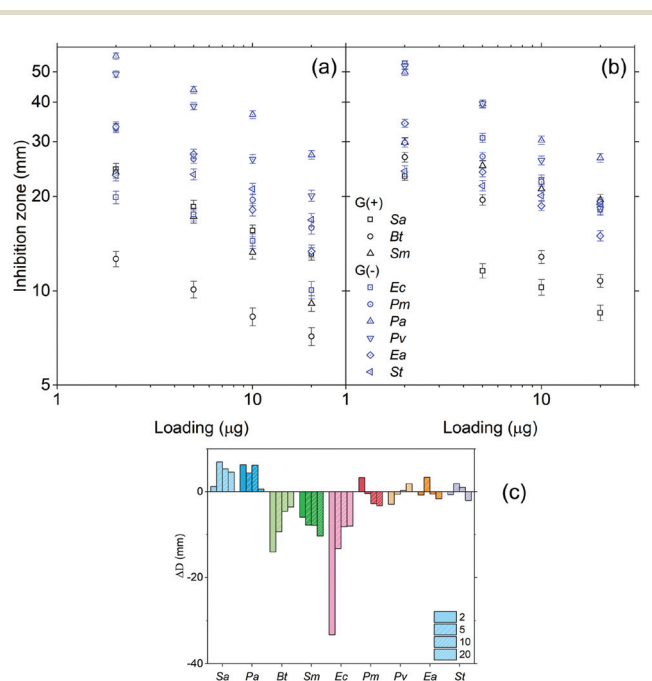 (a)
(b)
50
40
30
20
10
5
Inhibition zone (mm)
G(+)
Sa
Bt
Sm
G(-)
Ec
Pm
Pa
Pv
Ea
St
1
10
1
10
Loading (μg)
Loading (μg)
(c)
0
-20
-40
ΔD (mm)
2
5
10
20
Sa Pa Bt Sm Ec Pm Pv Ea St